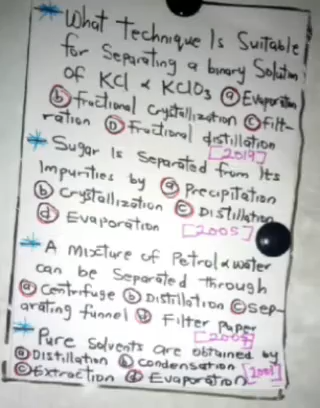 * What Technique Is Suitable
for Separating a binary Solution
of KCl & KClO3 (a) Evaporation
(b) fractional crystallization (c) Filt-
ration (D) Fractional distillation
[2019]
* Sugar Is Separated from Its
Impurities by (a) Precipitation
(b) Crystallization (c) Distillation
(d) Evaporation [2005]
* A Mixture of Petrol & water
can be Separated through
(a) Centrifuge (b) Distillation (c) Sep-
arating funnel (d) Filter Paper
* Pure Solvents are obtained by
(a) Distillation (b) condensation
(c) Extraction (d) Evaporation